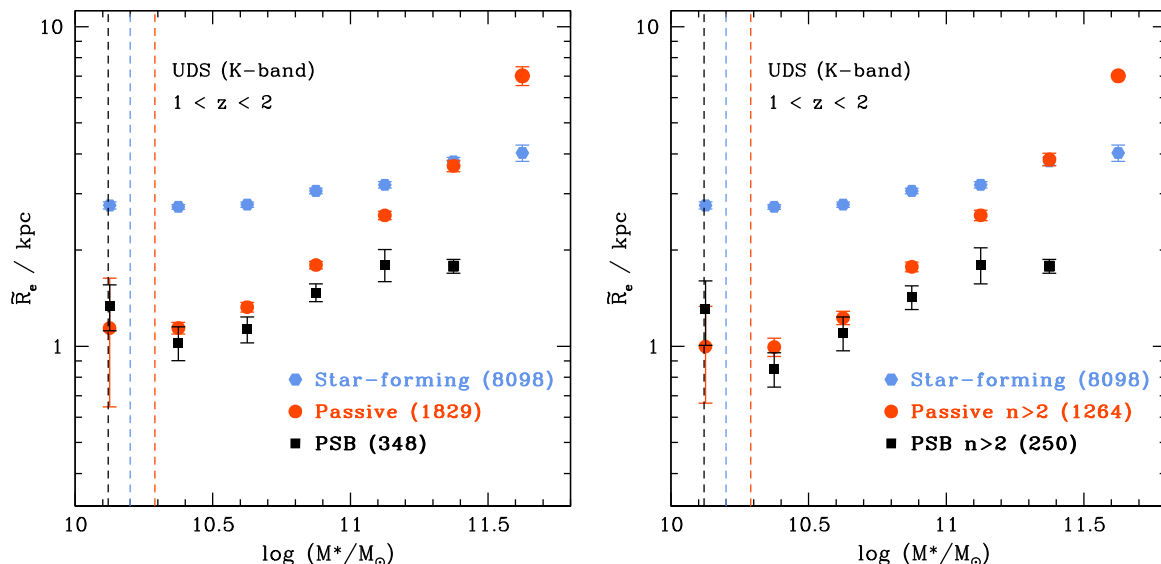 10
1
R̃e / kpc
UDS (K-band)
1 < z < 2
Star-forming (8098)
Passive (1829)
PSB (348)
10 10.5 11 11.5
log (M*/M⊙)
10
1
R̃e / kpc
UDS (K-band)
1 < z < 2
Star-forming (8098)
Passive n>2 (1264)
PSB n>2 (250)
10 10.5 11 11.5
log (M*/M⊙)